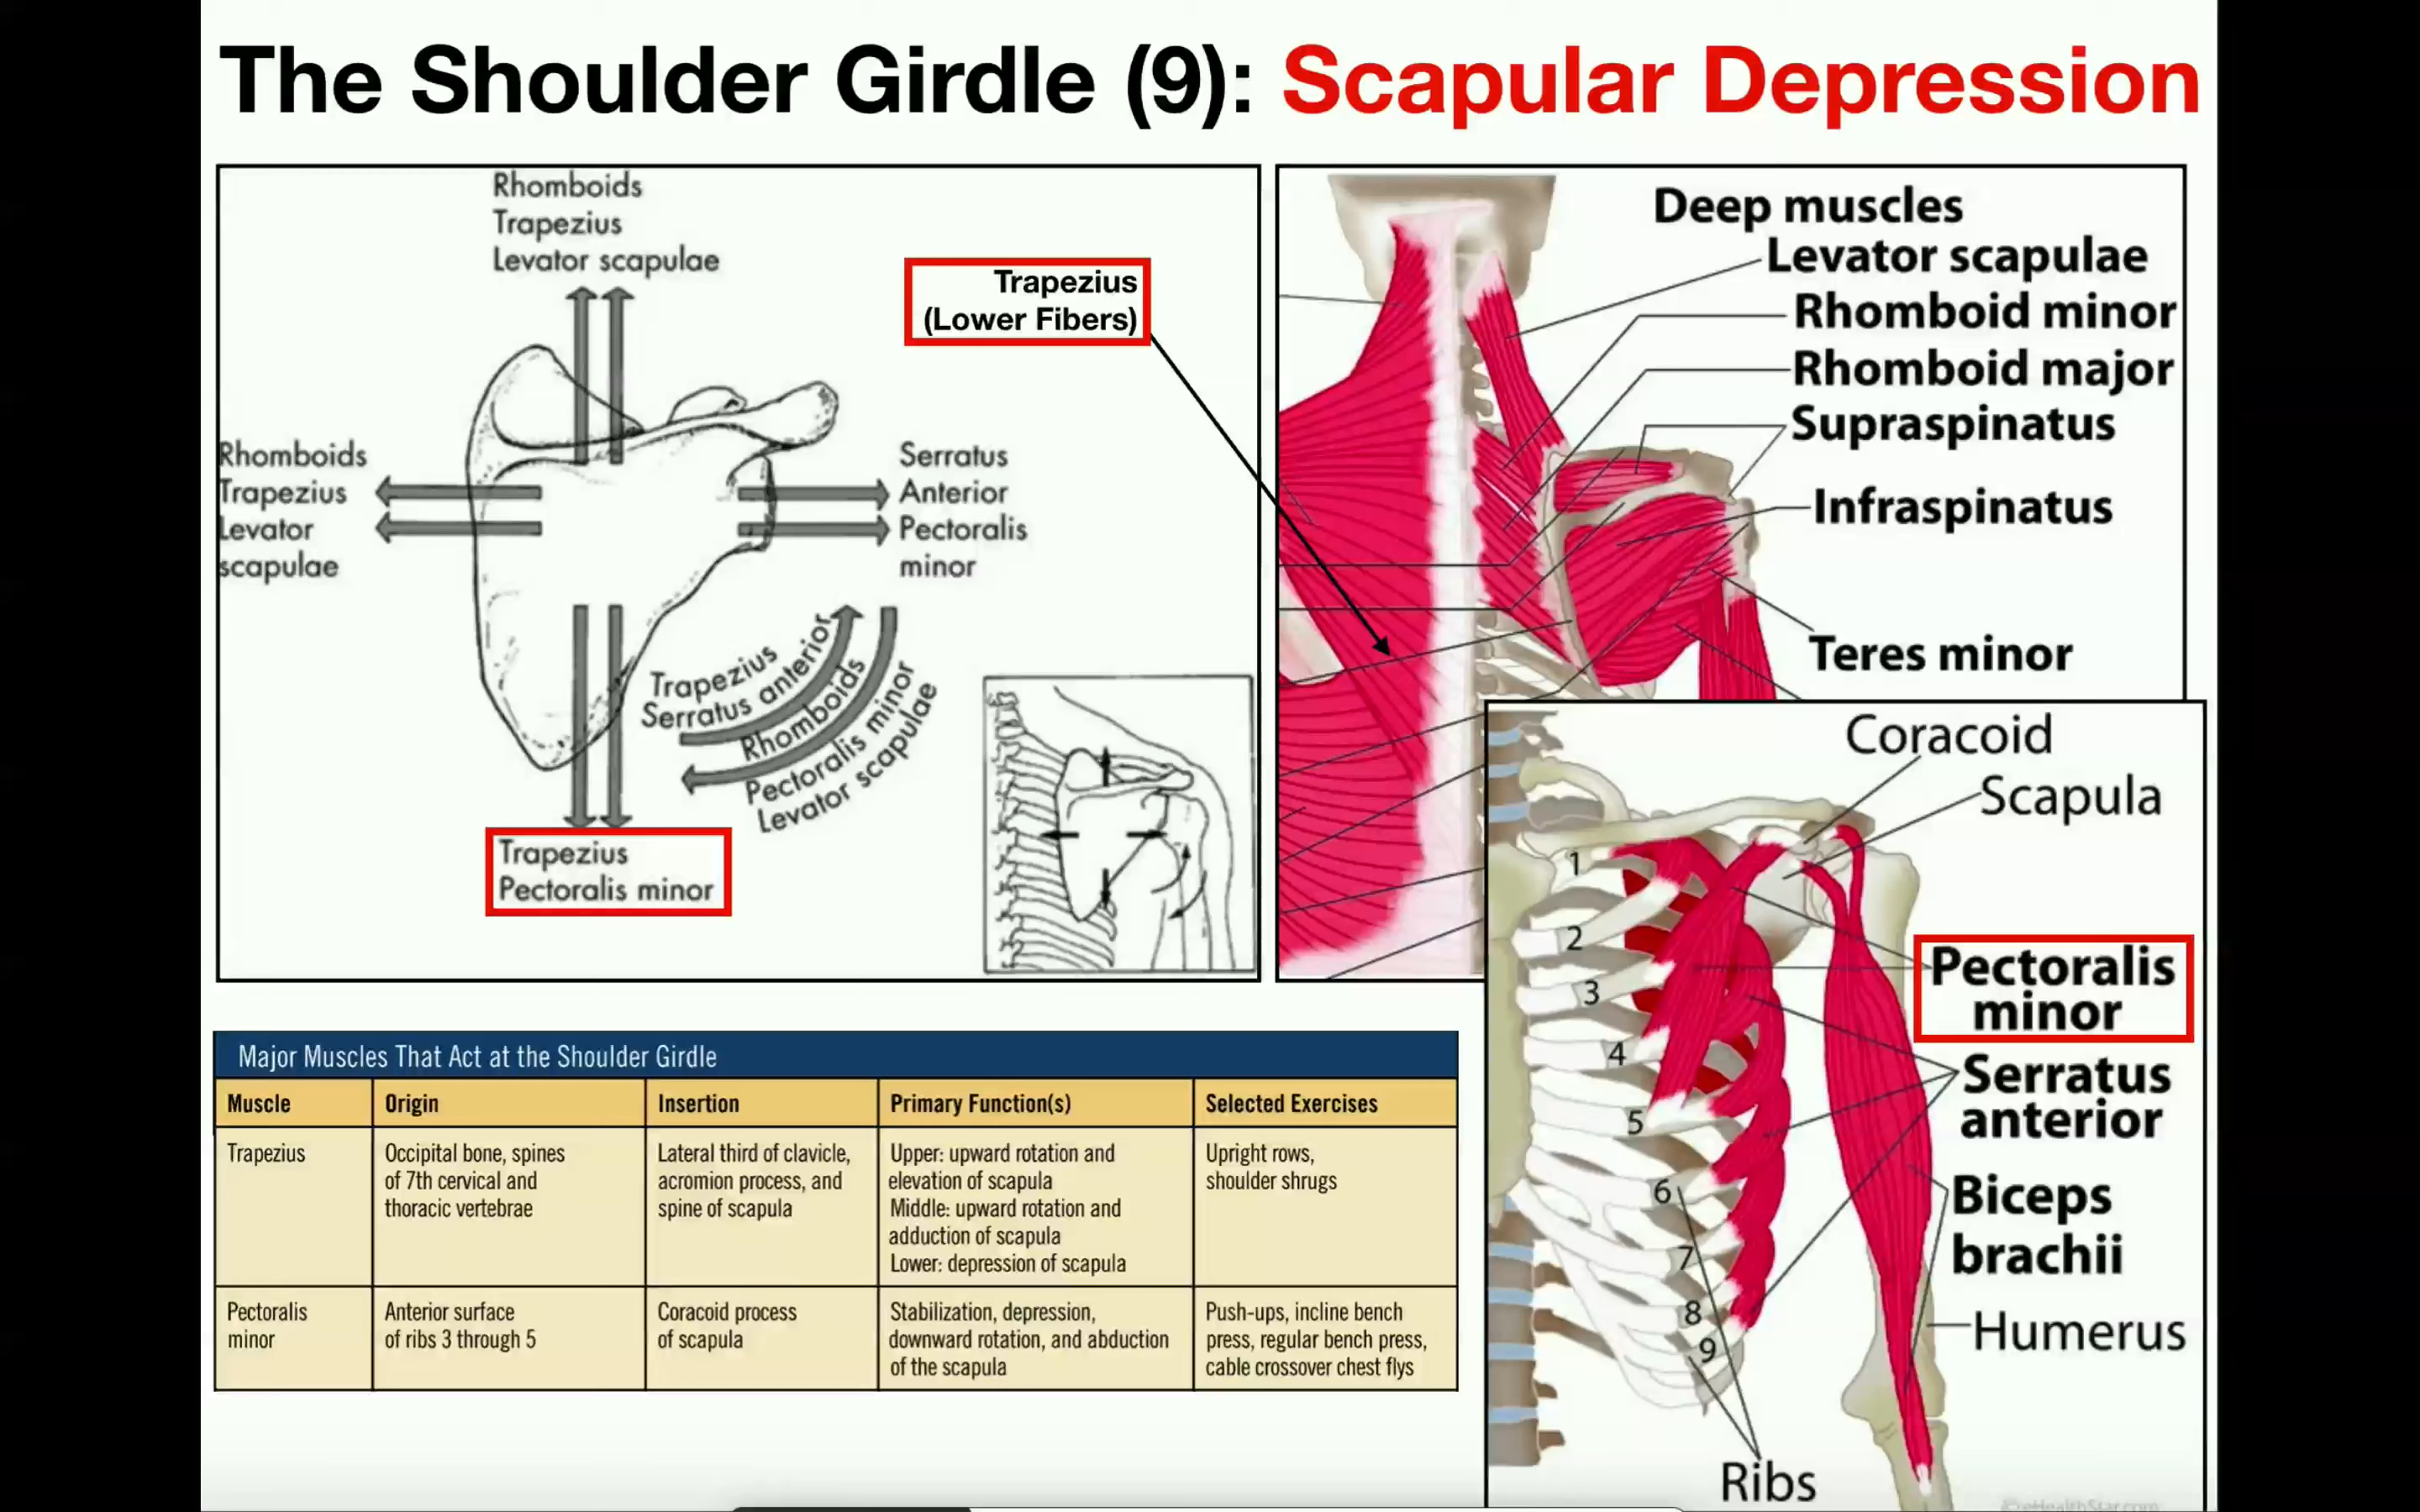 The Shoulder Girdle (9): Scapular Depression
Rhomboids
Trapezius
Levator scapulae
Trapezius
(Lower Fibers)
Rhomboids
Trapezius
Levator
scapulae
Serratus
Anterior
Pectoralis
minor
Trapezius
Serratus anterior
Rhomboids
Pectoralis minor
Levator scapulae
Trapezius
Pectoralis minor
Deep muscles
Levator scapulae
Rhomboid minor
Rhomboid major
Supraspinatus
Infraspinatus
Teres minor
Coracoid
Scapula
1
2
3
4
5
6
7
8
9
Pectoralis
minor
Serratus
anterior
Biceps
brachii
Humerus
Ribs
©eHealthStar.com
Major Muscles That Act at the Shoulder Girdle
Muscle Origin Insertion Primary Function(s) Selected Exercises
Trapezius Occipital bone, spines Lateral third of clavicle, Upper: upward rotation and Upright rows,
of 7th cervical and acromion process, and elevation of scapula shoulder shrugs
thoracic vertebrae spine of scapula Middle: upward rotation and
adduction of scapula
Lower: depression of scapula
Pectoralis Anterior surface Coracoid process Stabilization, depression, Push-ups, incline bench
minor of ribs 3 through 5 of scapula downward rotation, and abduction press, regular bench press,
of the scapula cable crossover chest flys